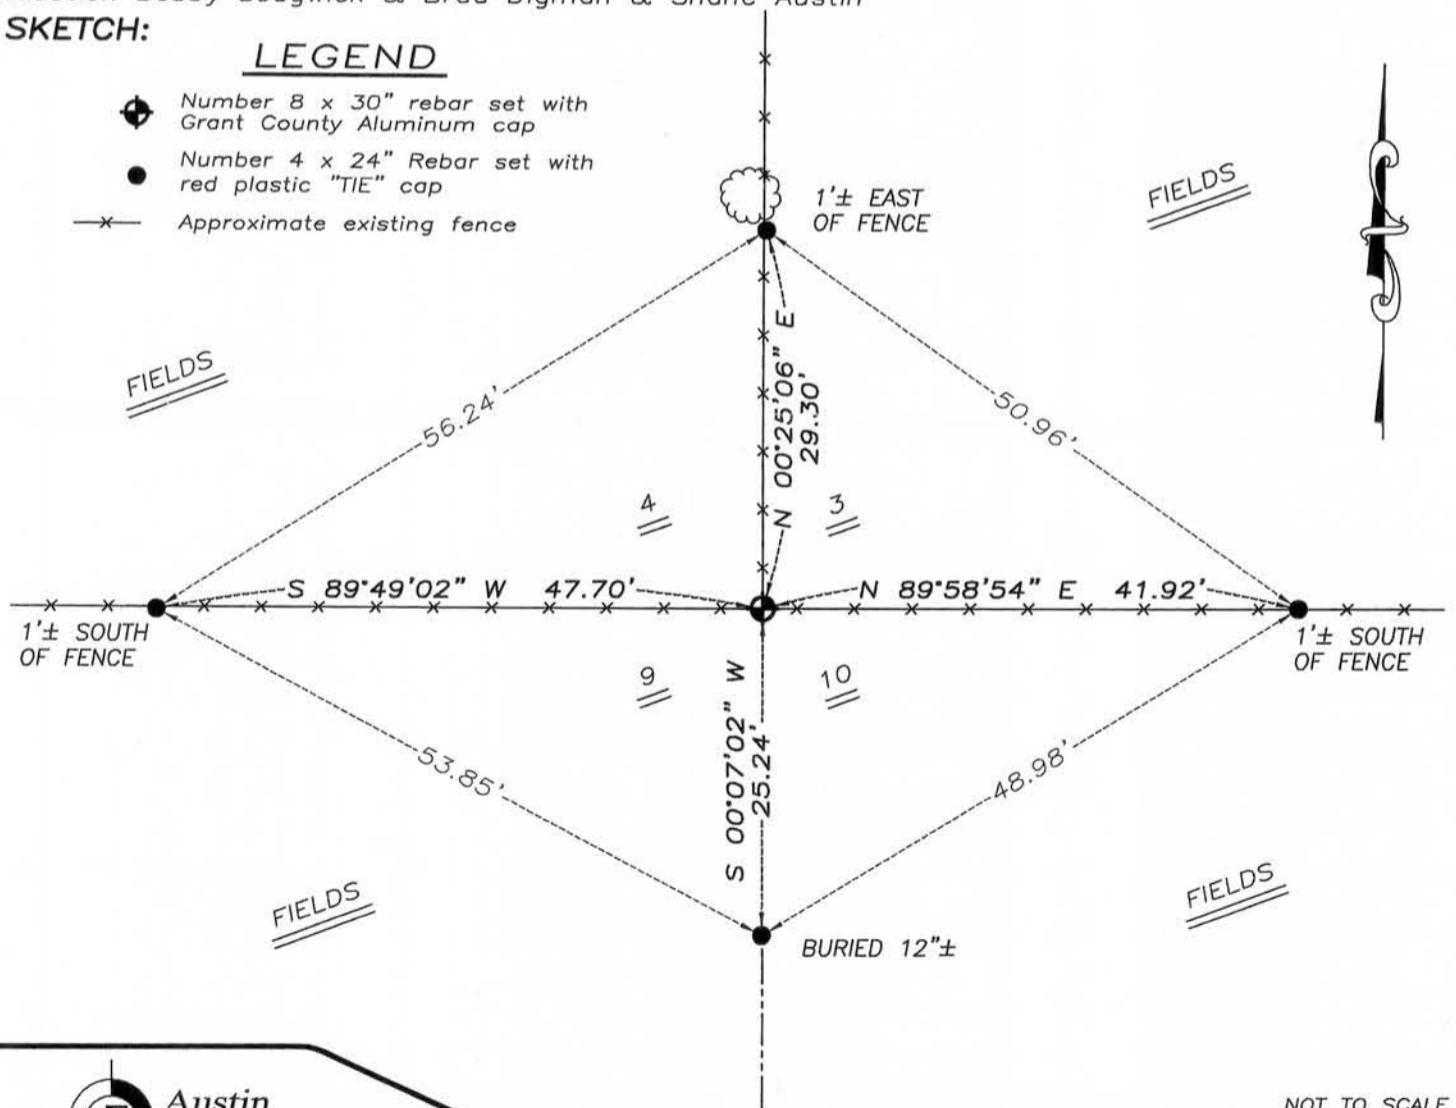 SKETCH:
LEGEND
Number 8 x 30" rebar set with
Grant County Aluminum cap
Number 4 x 24" Rebar set with
red plastic "TIE" cap
Approximate existing fence
1'± EAST
OF FENCE
FIELDS
FIELDS
56.24'
N 00°25'06" E
29.30'
50.96'
4
3
S 89°49'02" W 47.70'
N 89°58'54" E 41.92'
1'± SOUTH
OF FENCE
1'± SOUTH
OF FENCE
9
10
S 00°07'02" W
25.24'
53.85'
48.98'
FIELDS
FIELDS
BURIED 12"±
Austin
NOT TO SCALE